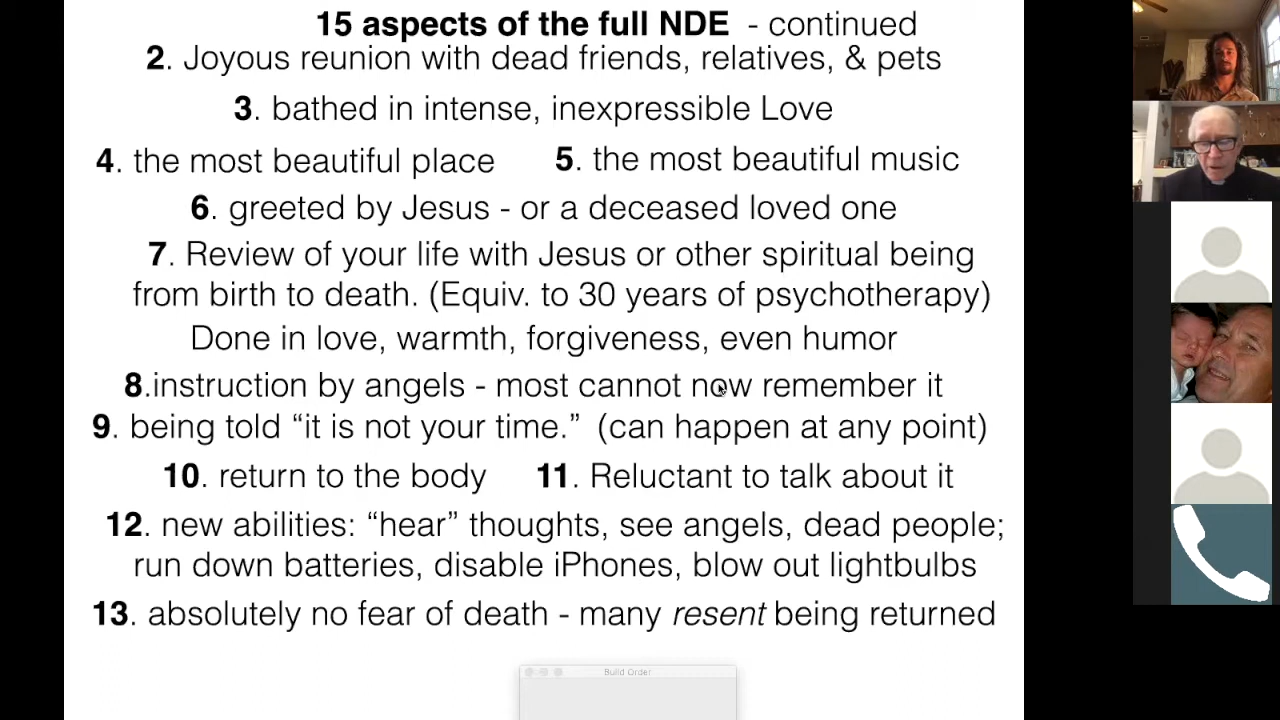 15 aspects of the full NDE - continued
2. Joyous reunion with dead friends, relatives, & pets
3. bathed in intense, inexpressible Love
4. the most beautiful place 5. the most beautiful music
6. greeted by Jesus - or a deceased loved one
7. Review of your life with Jesus or other spiritual being
from birth to death. (Equiv. to 30 years of psychotherapy)
Done in love, warmth, forgiveness, even humor
8.instruction by angels - most cannot now remember it
9. being told “it is not your time.” (can happen at any point)
10. return to the body 11. Reluctant to talk about it
12. new abilities: “hear” thoughts, see angels, dead people;
run down batteries, disable iPhones, blow out lightbulbs
13. absolutely no fear of death - many resent being returned
Build Order